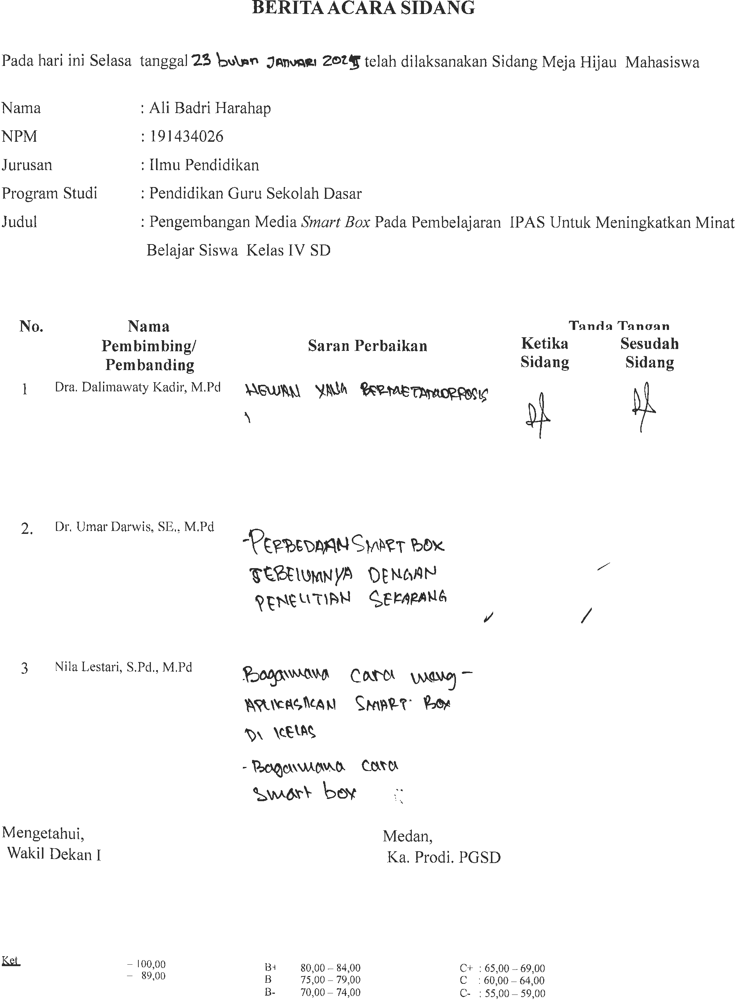 BERITA ACARA SIDANG
Pada hari ini Selasa tanggal 23 bulan JANUARI telah dilaksanakan Sidang Meja Hijau Mahasiswa
Nama : Ali Badri Harahap
NPM : 191434026
Jurusan : Ilmu Pendidikan
Program Studi : Pendidikan Guru Sekolah Dasar
Judul : Pengembangan Media Smart Box Pada Pembelajaran IPAS Untuk Meningkatkan Minat
Belajar Siswa Kelas IV SD
No. Nama Pembimbing/ Pembanding Saran Perbaikan Tanda Tangan
Ketika Sidang Sesudah Sidang
1 Dra. Dalimawaty Kadir, M.Pd HEWAN YANG BERMETAMORFOSIS
2. Dr. Umar Darwis, SE., M.Pd
- PERBEDAAN SMART BOX
SEBELUMNYA DENGAN
PENELITIAN SEKARANG
3 Nila Lestari, S.Pd., M.Pd Bagaimana cara meng-
APLIKASIKAN SMART BOX
DI KELAS
- Bagaimana cara
smart box
Mengetahui, Medan,
Wakil Dekan I Ka. Prodi. PGSD
Ket – 100,00 B+ 80,00 – 84,00 C+ : 65,00 – 69,00
– 89,00 B 75,00 – 79,00 C : 60,00 – 64,00
B- 70,00 – 74,00 C- : 55,00 – 59,00